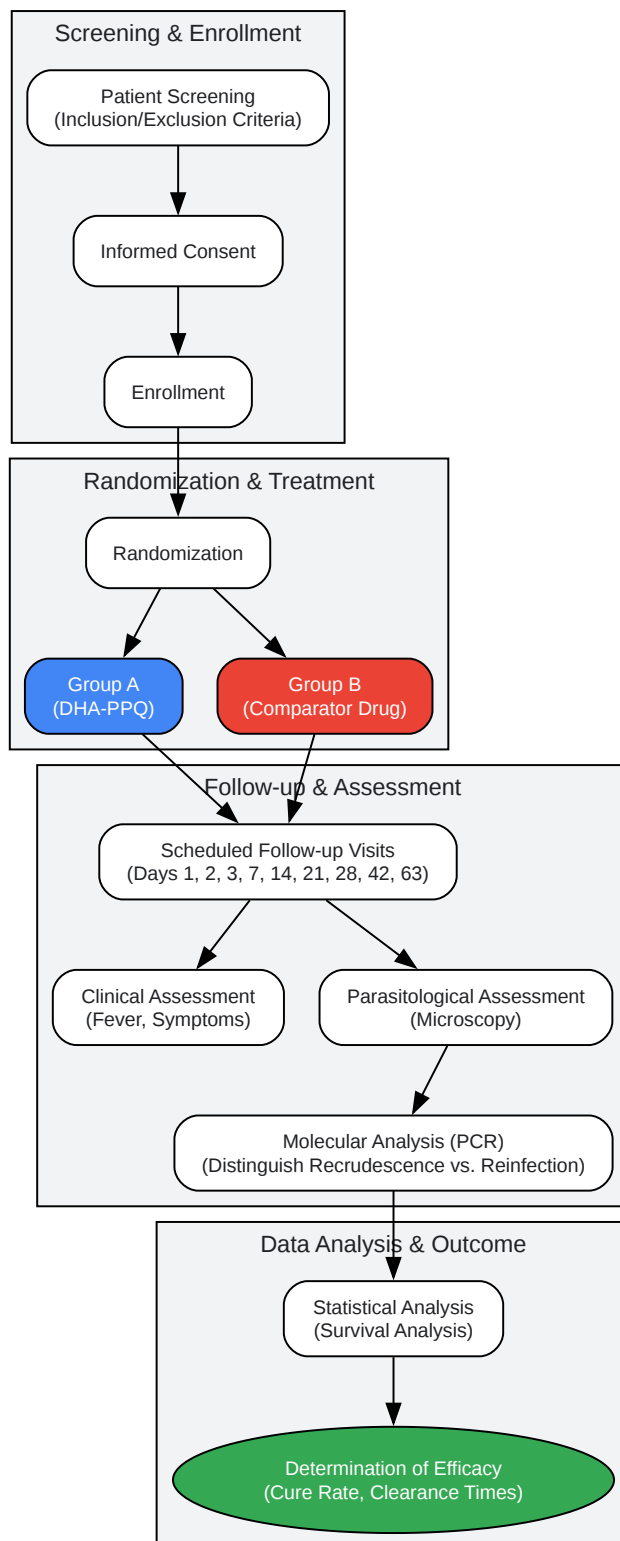 Screening & Enrollment
Patient Screening
(Inclusion/Exclusion Criteria)
Informed Consent
Enrollment
Randomization & Treatment
Randomization
Group A
(DHA-PPQ)
Group B
(Comparator Drug)
Follow-up & Assessment
Scheduled Follow-up Visits
(Days 1, 2, 3, 7, 14, 21, 28, 42, 63)
Clinical Assessment
(Fever, Symptoms)
Parasitological Assessment
(Microscopy)
Molecular Analysis (PCR)
(Distinguish Recrudescence vs. Reinfection)
Data Analysis & Outcome
Statistical Analysis
(Survival Analysis)
Determination of Efficacy
(Cure Rate, Clearance Times)